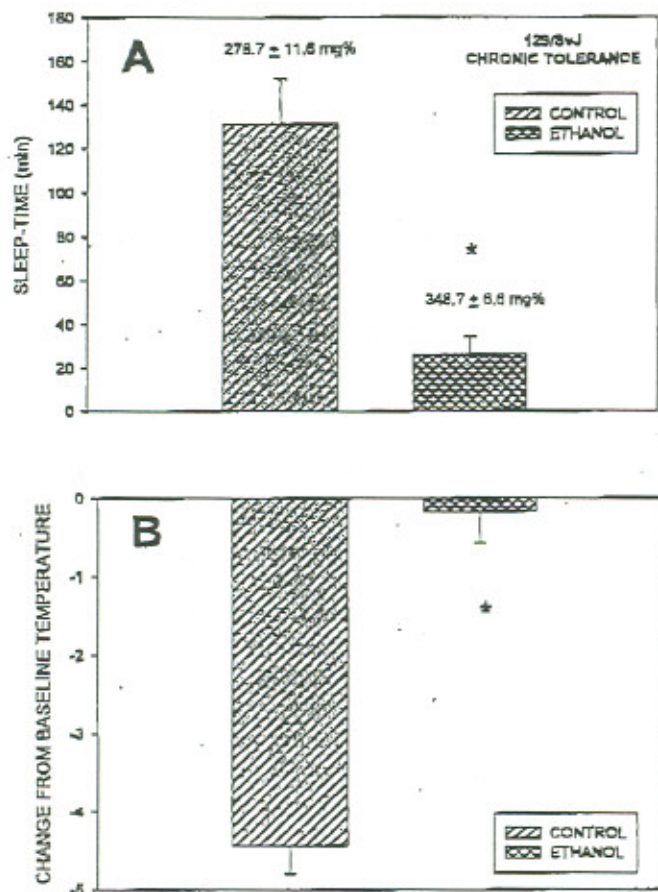 A
278.7 ± 11.6 mg%
129/SvJ
CHRONIC TOLERANCE
CONTROL
ETHANOL
SLEEP-TIME (min)
180
160
140
120
100
80
60
40
20
0
*
348.7 ± 6.6 mg%
B
CHANGE FROM BASELINE TEMPERATURE
0
-1
-2
-3
-4
-5
*
CONTROL
ETHANOL